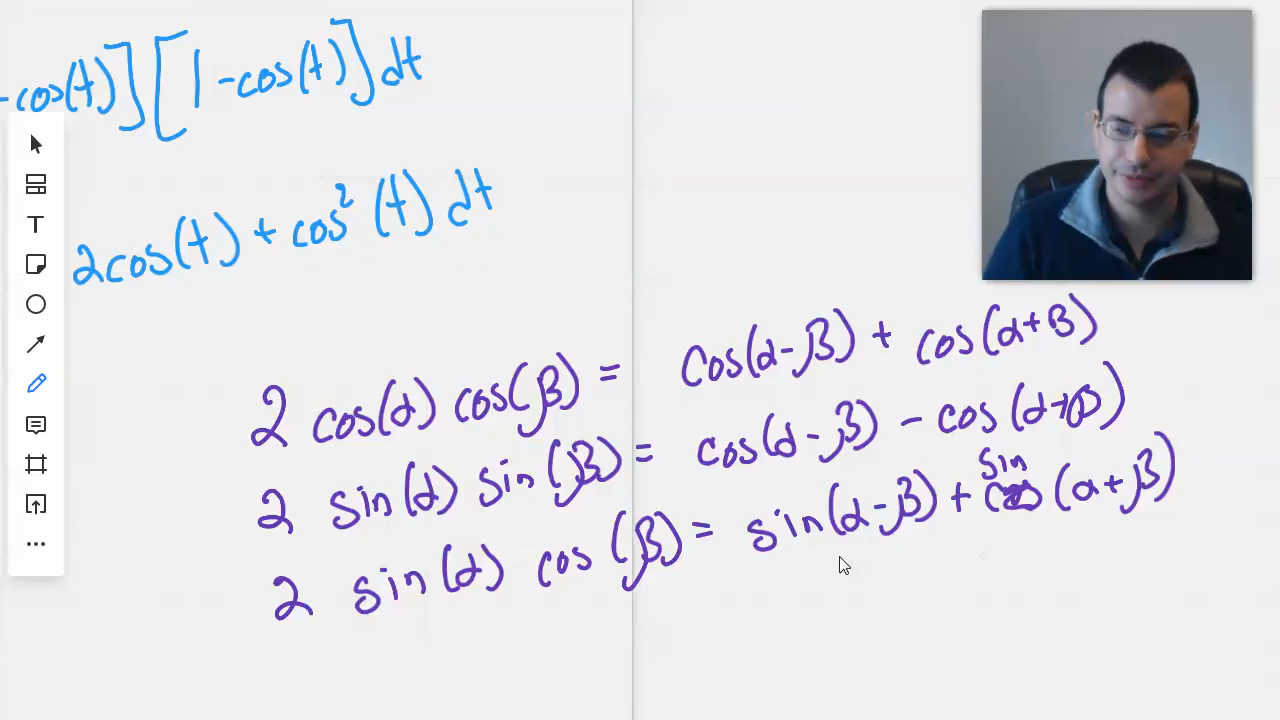 -cos(t)][1-cos(t)]dt
2cos(t)+cos²(t)dt
2 cos(α) cos(β) = cos(α-β) + cos(α+β)
2 sin(α) sin(β) = cos(α-β) - cos(α+β)
2 sin(α) cos(β) = sin(α-β) + sin(α+β)
T